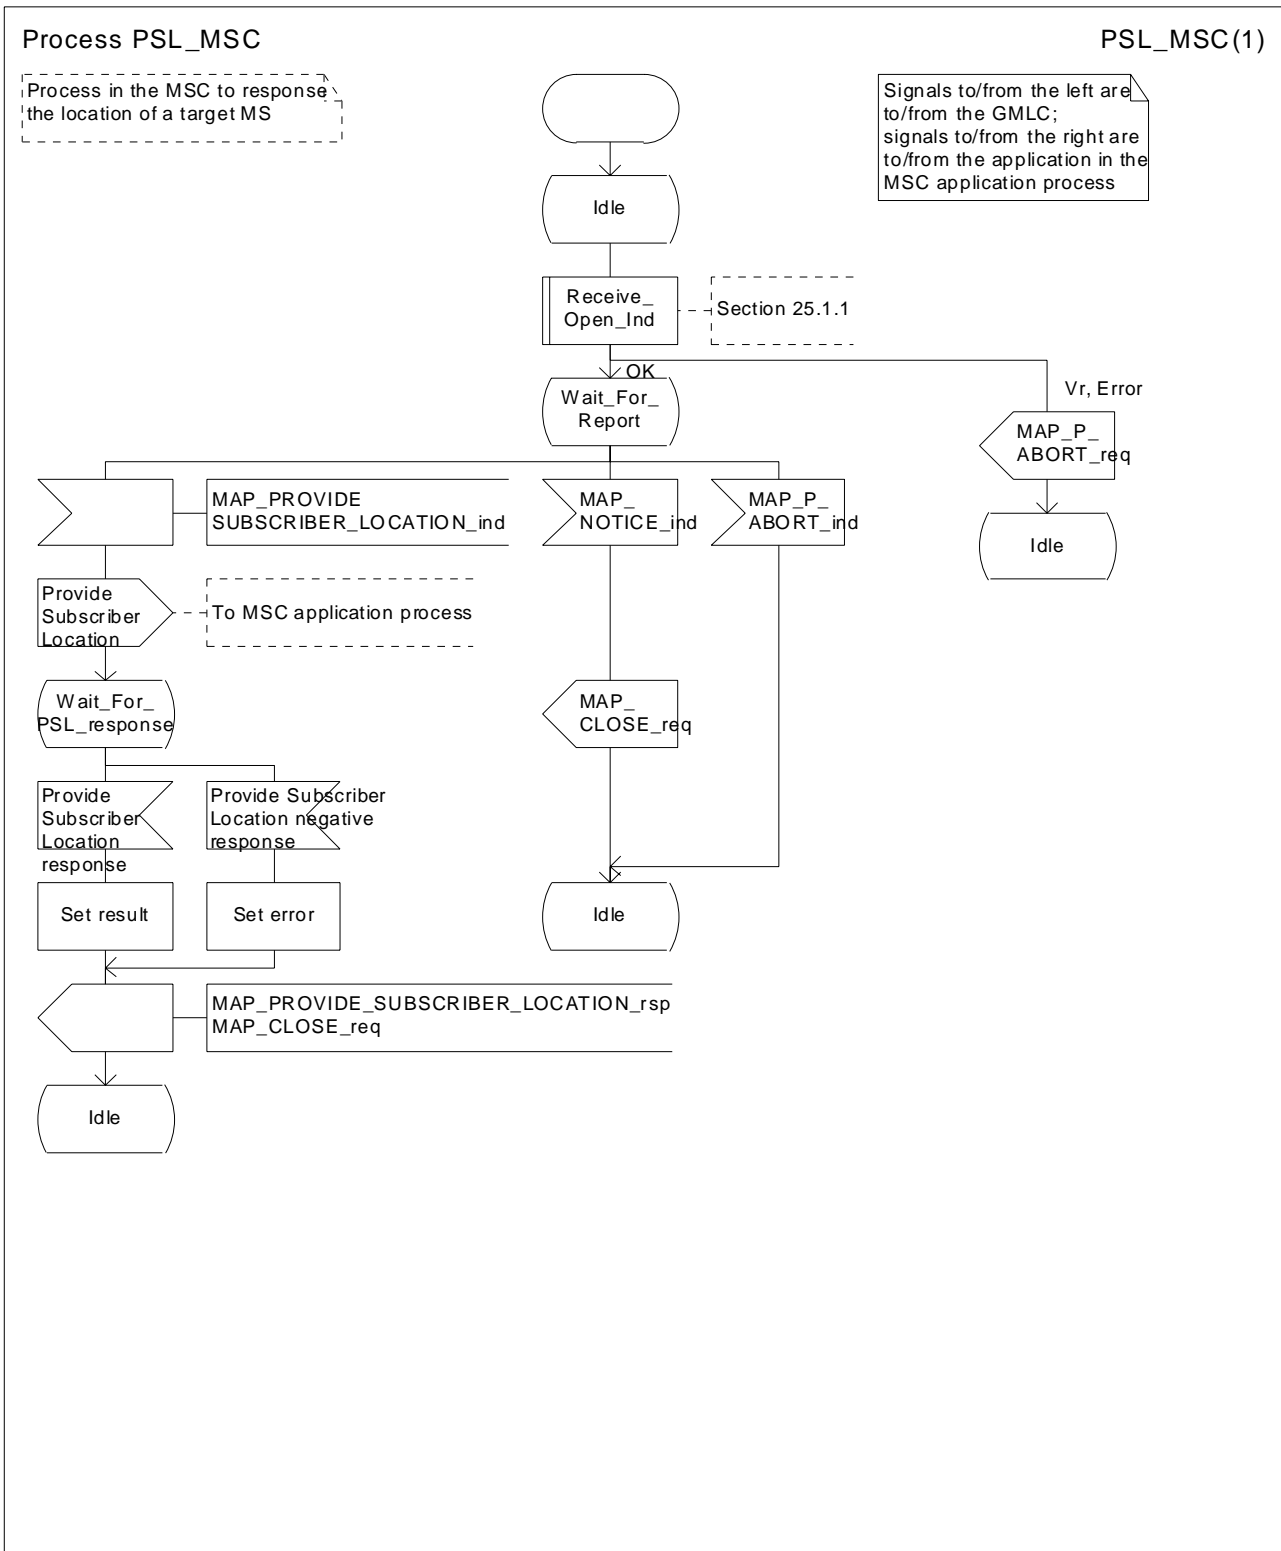 Process PSL_MSC
PSL_MSC(1)
Process in the MSC to response
the location of a target MS
Signals to/from the left are
to/from the GMLC;
signals to/from the right are
to/from the application in the
MSC application process
Idle
Receive_
Open_Ind
Section 25.1.1
OK
Vr, Error
Wait_For_
Report
MAP_P_
ABORT_req
Idle
MAP_PROVIDE
SUBSCRIBER_LOCATION_ind
MAP_
NOTICE_ind
MAP_P_
ABORT_ind
Provide
Subscriber
Location
To MSC application process
Wait_For_
PSL_response
MAP_
CLOSE_req
Provide
Subscriber
Location
response
Provide Subscriber
Location negative
response
Set result
Set error
Idle
MAP_PROVIDE_SUBSCRIBER_LOCATION_rsp
MAP_CLOSE_req
Idle